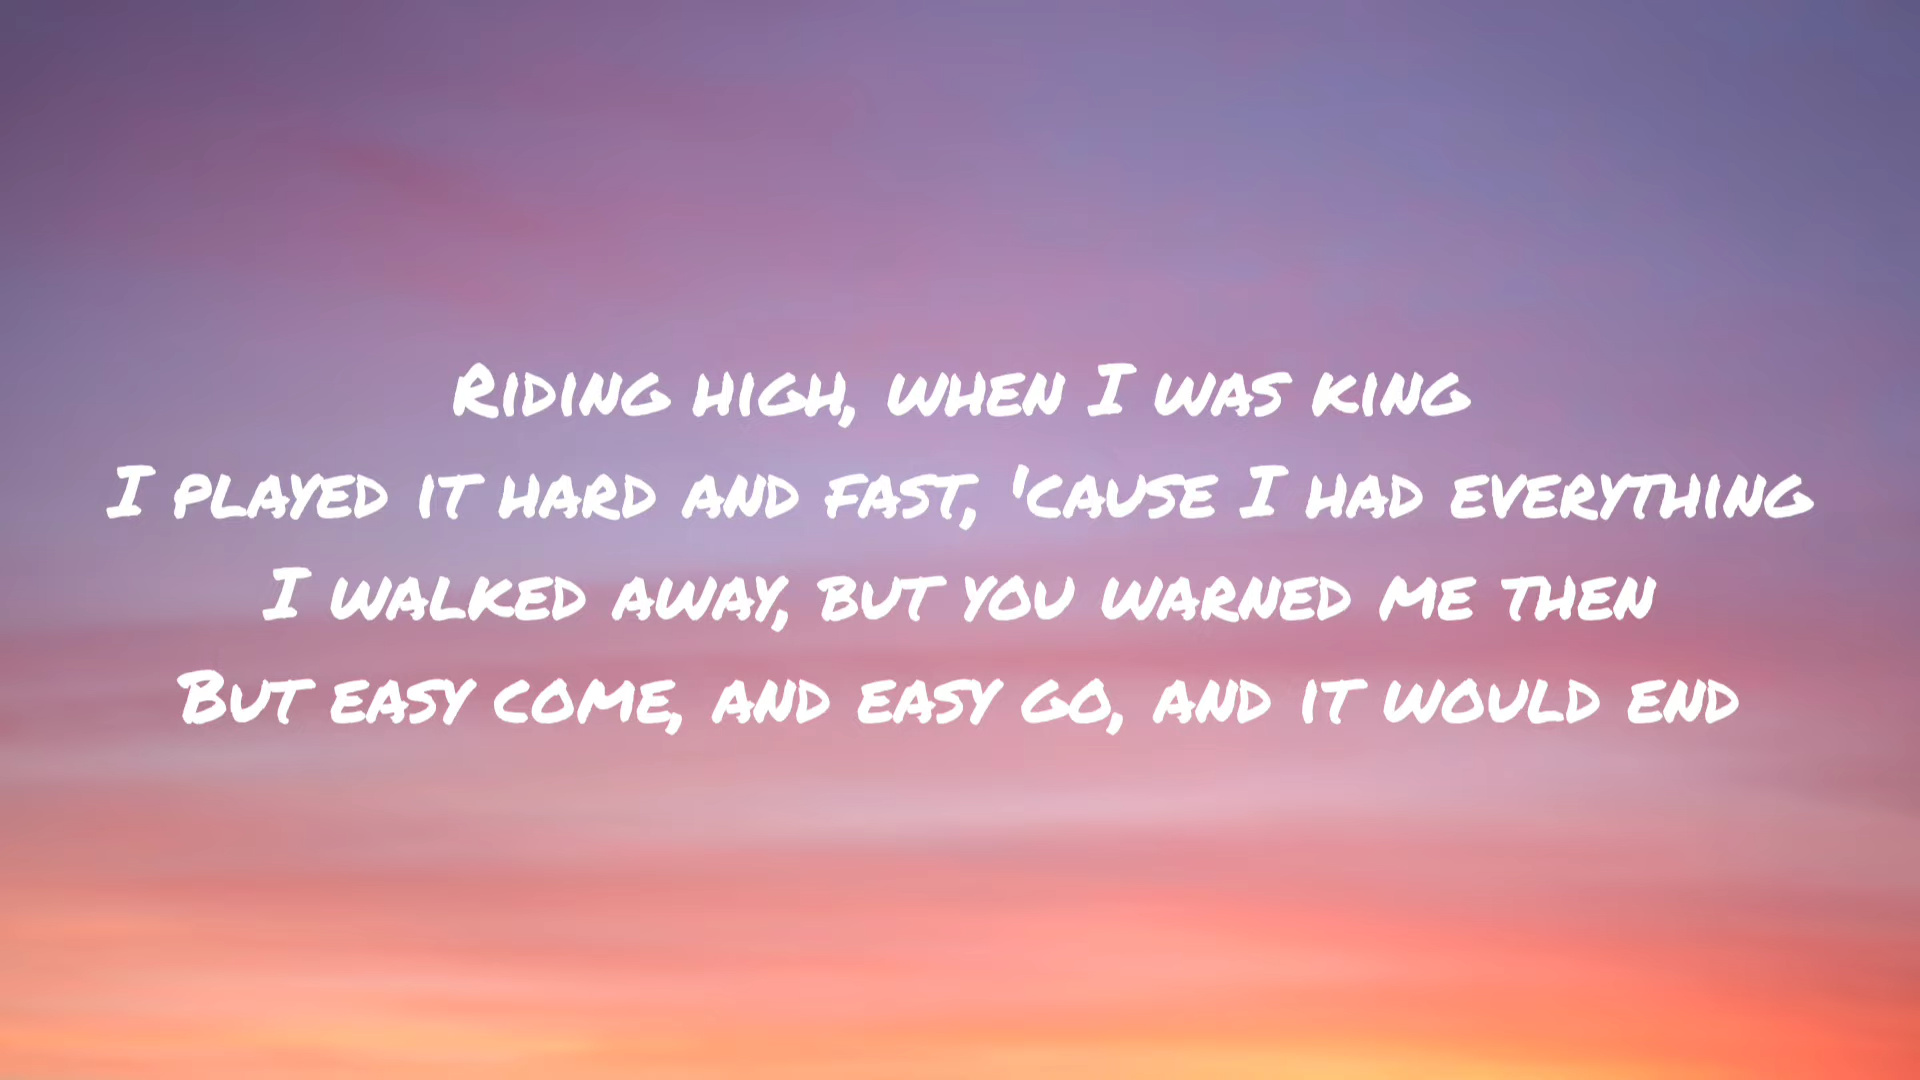 Riding high, when I was king
I played it hard and fast, 'cause I had everything
I walked away, but you warned me then
But easy come, and easy go, and it would end